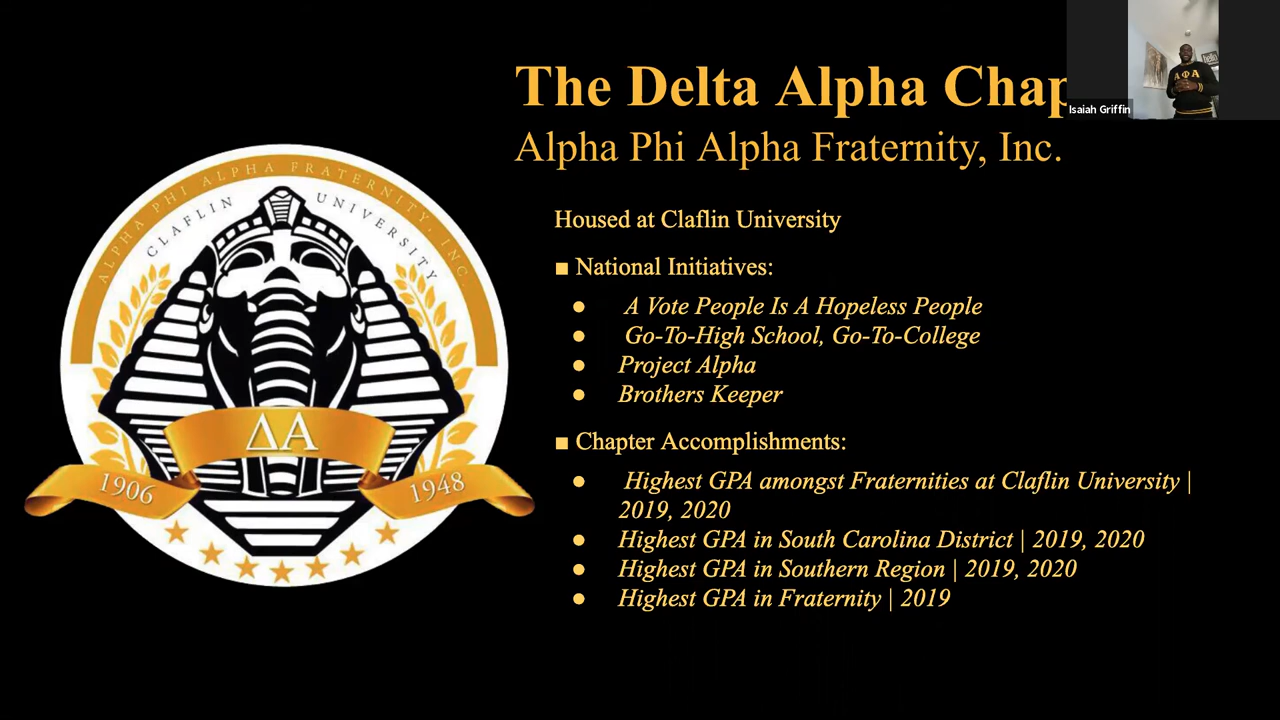 The Delta Alpha Chap
Alpha Phi Alpha Fraternity, Inc.
Isaiah Griffin
ΑΦΑ
ALPHA PHI ALPHA FRATERNITY, INC.
CLAFLIN UNIVERSITY
ΔΑ
1906
1948
Housed at Claflin University
■ National Initiatives:
● A Vote People Is A Hopeless People
● Go-To-High School, Go-To-College
● Project Alpha
● Brothers Keeper
■ Chapter Accomplishments:
● Highest GPA amongst Fraternities at Claflin University |
2019, 2020
● Highest GPA in South Carolina District | 2019, 2020
● Highest GPA in Southern Region | 2019, 2020
● Highest GPA in Fraternity | 2019